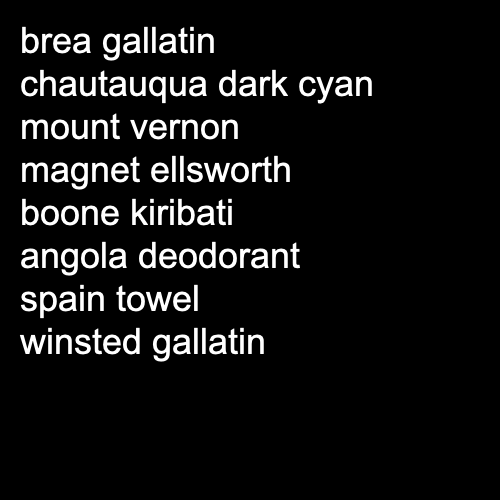 brea gallatin
chautauqua dark cyan
mount vernon
magnet ellsworth
boone kiribati
angola deodorant
spain towel
winsted gallatin